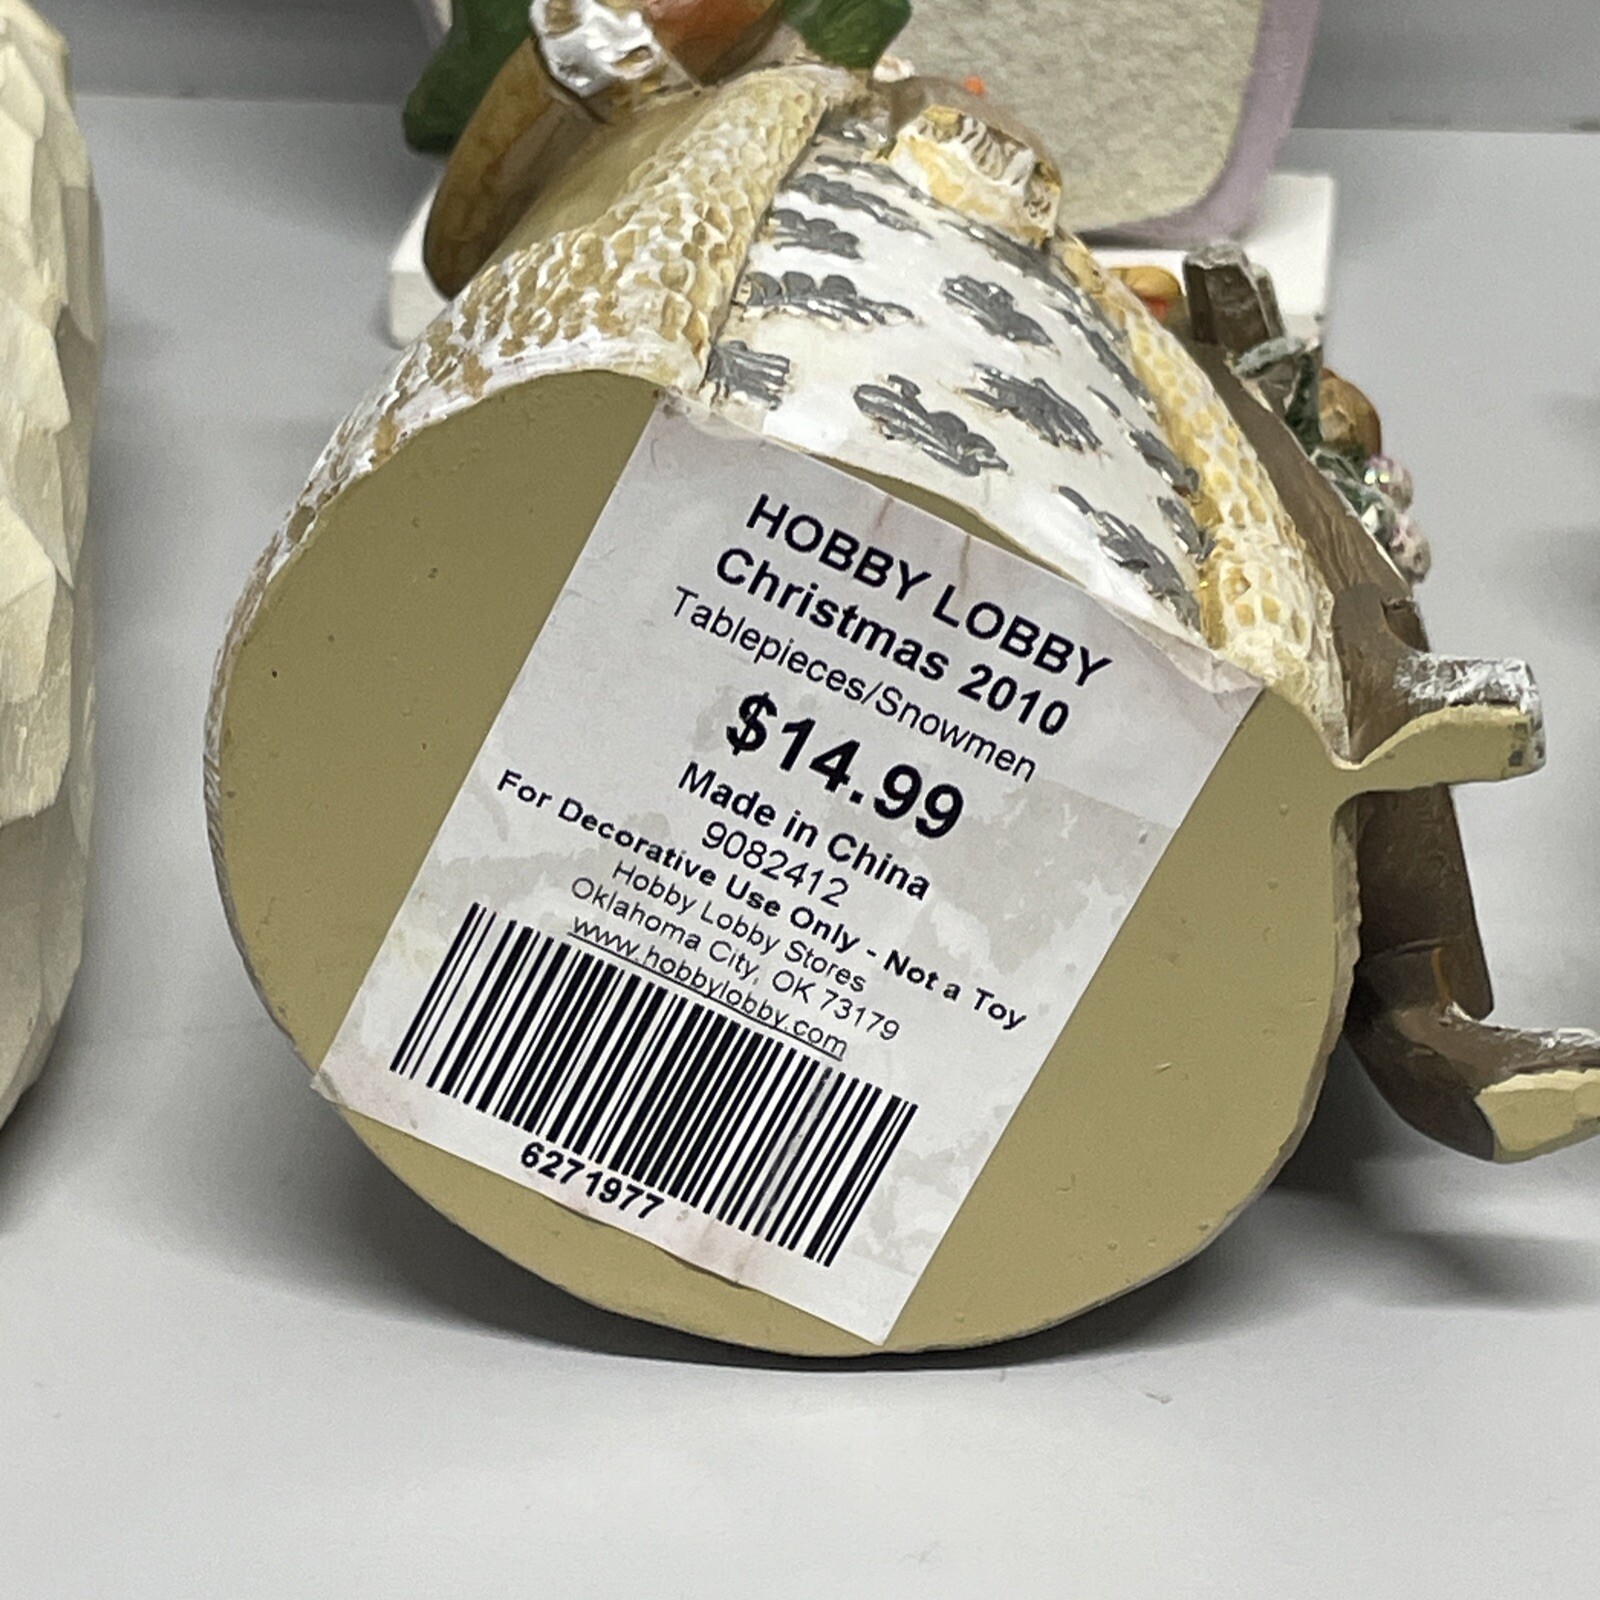 HOBBY LOBBY
Christmas 2010
Tablepieces/Snowmen
$14.99
Made in China
9082412
For Decorative Use Only - Not a Toy
Hobby Lobby Stores
Oklahoma City, OK 73179
www.hobbylobby.com
6271977